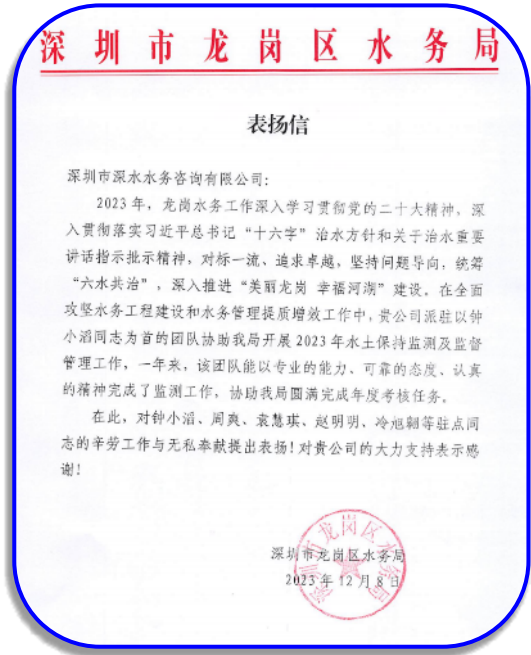 深圳市龙岗区水务局
表扬信
深圳市深水水务咨询有限公司:
2023年，龙岗水务工作深入学习贯彻党的二十大精神，深
入贯彻落实习近平总书记“十六字”治水方针和关于治水重要
讲话指示批示精神，对标一流、追求卓越，坚持问题导向，统筹
“六水共治”，深入推进“美丽龙岗 幸福河湖”建设，在全面
攻坚水务工程建设和水务管理提质增效工作中，贵公司派驻以钟
小滔同志为首的团队协助我局开展2023年水土保持监测及监督
管理工作，一年来，该团队能以专业的能力、可靠的态度、认真
的精神完成了监测工作，协助我局圆满完成年度考核任务。
在此，对钟小滔、周爽、袁慧琪、赵明明、冷旭翱等驻点同
志的辛劳工作与无私奉献提出表扬!对贵公司的大力支持表示感
谢!
深圳市龙岗区水务局
2023年12月8日
深圳市龙岗区水务局